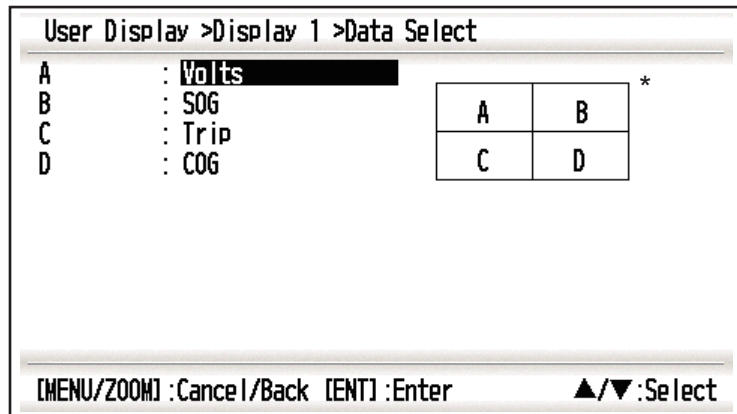 User Display >Display 1 >Data Select
A : Volts
B : SOG
C : Trip
D : COG
*
A B
C D
[MENU/ZOOM]:Cancel/Back [ENT]:Enter ▲/▼:Select